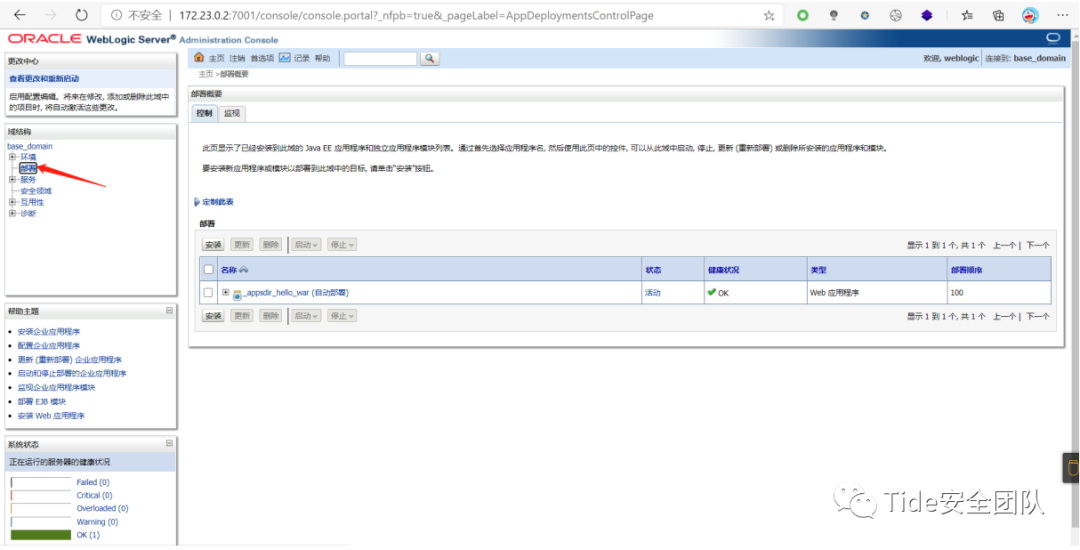 不安全 | 172.23.0.2:7001/console/console.portal?_nfpb=true&_pageLabel=AppDeploymentsControlPage
ORACLE WebLogic Server® Administration Console
更改中心
查看更改和重新启动
启用配置编辑。将来在修改, 添加或删除此域中
的项目时, 将自动激活这些更改。
域结构
base_domain
环境
部署
服务
安全领域
互用性
诊断
帮助主题
安装企业应用程序
配置企业应用程序
更新 (重新部署) 企业应用程序
启动和停止部署的企业应用程序
监视企业应用程序模块
部署 EJB 模块
安装 Web 应用程序
系统状态
正在运行的服务器的健康状况
Failed (0)
Critical (0)
Overloaded (0)
Warning (0)
OK (1)
主页 注销 首选项 记录 帮助
欢迎, weblogic 连接到: base_domain
主页 >部署概要
部署概要
控制 监视
此页显示了已经安装到此域的 Java EE 应用程序和独立应用程序模块列表。通过首先选择应用程序名, 然后使用此页中的控件, 可以从此域中启动, 停止, 更新 (重新部署) 或删除所安装的应用程序和模块。
要安装新应用程序或模块以部署到此域中的目标, 请单击"安装"按钮。
定制此表
部署
安装 更新 删除 启动 停止 显示 1 到 1 个, 共 1 个 上一个 | 下一个
名称 状态 健康状况 类型 部署顺序
_appsdir_hello_war (自动部署) 活动 OK Web 应用程序 100
安装 更新 删除 启动 停止 显示 1 到 1 个, 共 1 个 上一个 | 下一个
Tide安全团队